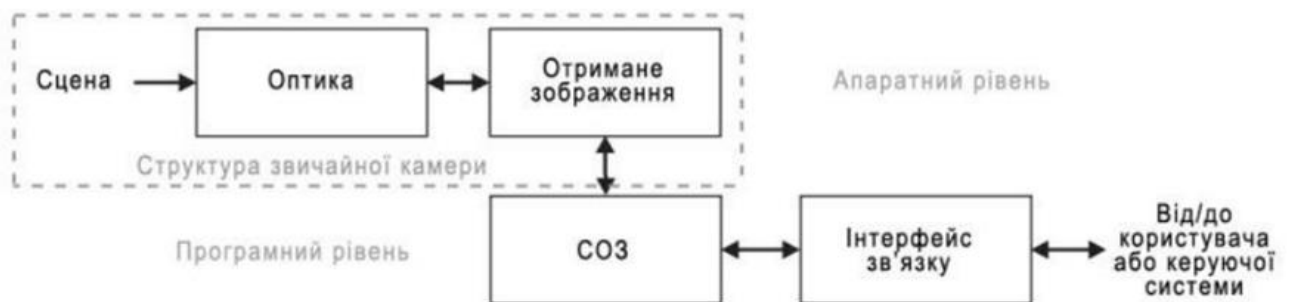 Сцена
Оптика
Отримане
зображення
Апаратний рівень
Структура звичайної камери
Програмний рівень
СОЗ
Інтерфейс
зв'язку
Від/до
користувача
або керуючої
системи